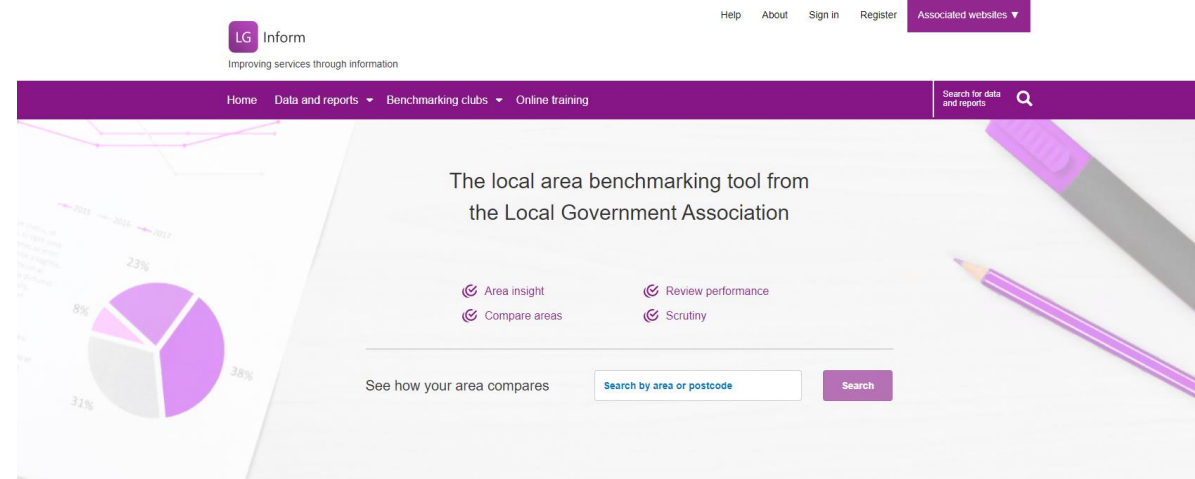 Help About Sign in Register Associated websites ▼
LG Inform
Improving services through information
Home Data and reports Benchmarking clubs Online training
Search for data
and reports
The local area benchmarking tool from
the Local Government Association
2015 2016 2017
23%
8%
38%
31%
Area insight
Review performance
Compare areas
Scrutiny
See how your area compares
Search by area or postcode
Search